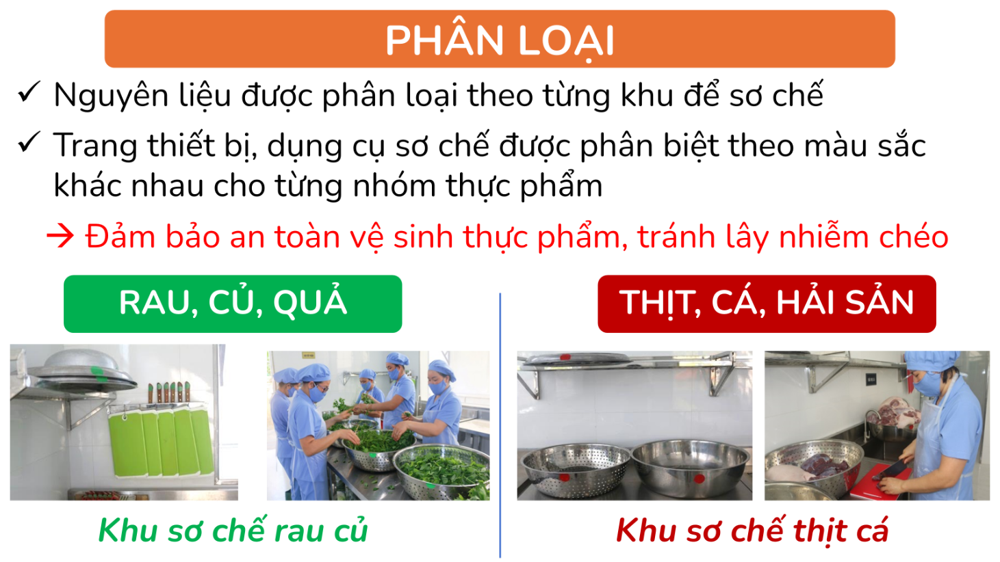 PHÂN LOẠI
✓ Nguyên liệu được phân loại theo từng khu để sơ chế
✓ Trang thiết bị, dụng cụ sơ chế được phân biệt theo màu sắc
khác nhau cho từng nhóm thực phẩm
→ Đảm bảo an toàn vệ sinh thực phẩm, tránh lây nhiễm chéo
RAU, CỦ, QUẢ
THỊT, CÁ, HẢI SẢN
Khu sơ chế rau củ
Khu sơ chế thịt cá